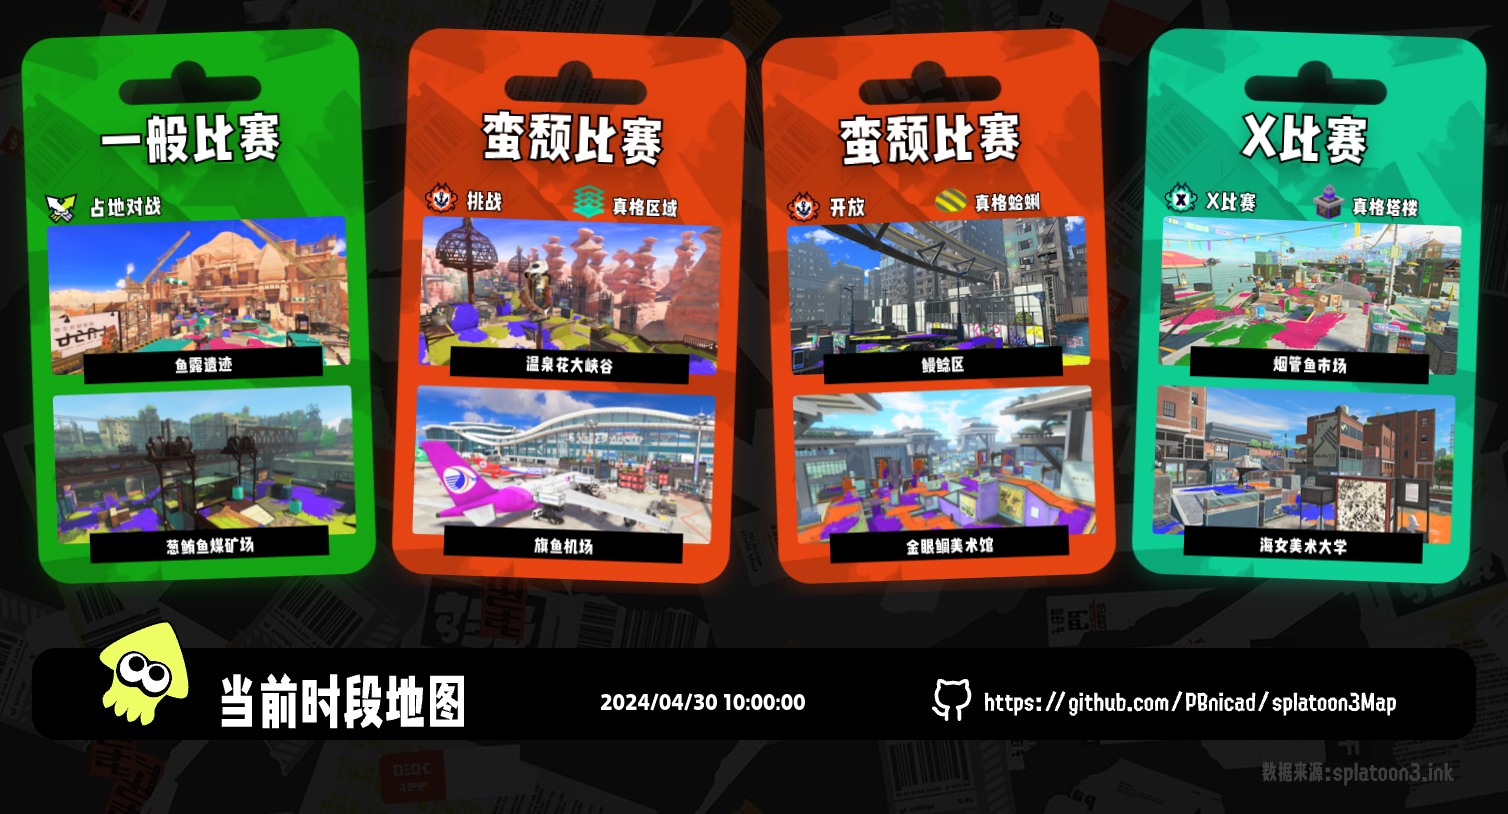 一般比赛
占地对战
鱼露遗迹
葱鲔鱼煤矿场
蛮颓比赛
挑战
真格区域
温泉花大峡谷
旗鱼机场
蛮颓比赛
开放
真格蛤蜊
鳗鲶区
金眼鲷美术馆
X比赛
X比赛
真格塔楼
烟管鱼市场
海女美术大学
当前时段地图
2024/04/30 10:00:00
https://github.com/PBnicad/splatoon3Map
数据来源:splatoon3.ink